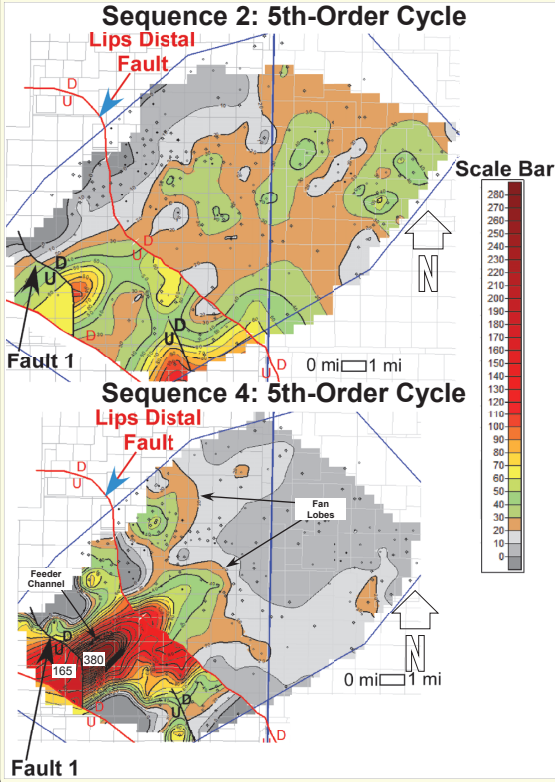 Sequence 2: 5th-Order Cycle
Lips Distal
Fault
D
U
D
U
Fault 1
D
U
D
U
D
U
0 mi 1 mi
N
Scale Bar
280
270
260
250
240
230
220
210
200
190
180
170
160
150
140
130
120
110
100
90
80
70
60
50
40
30
20
10
0
Sequence 4: 5th-Order Cycle
Lips Distal
Fault
D
U
Fan
Lobes
Feeder
Channel
D
U
165
380
D
U
D
U
D
U
0 mi 1 mi
N
Fault 1